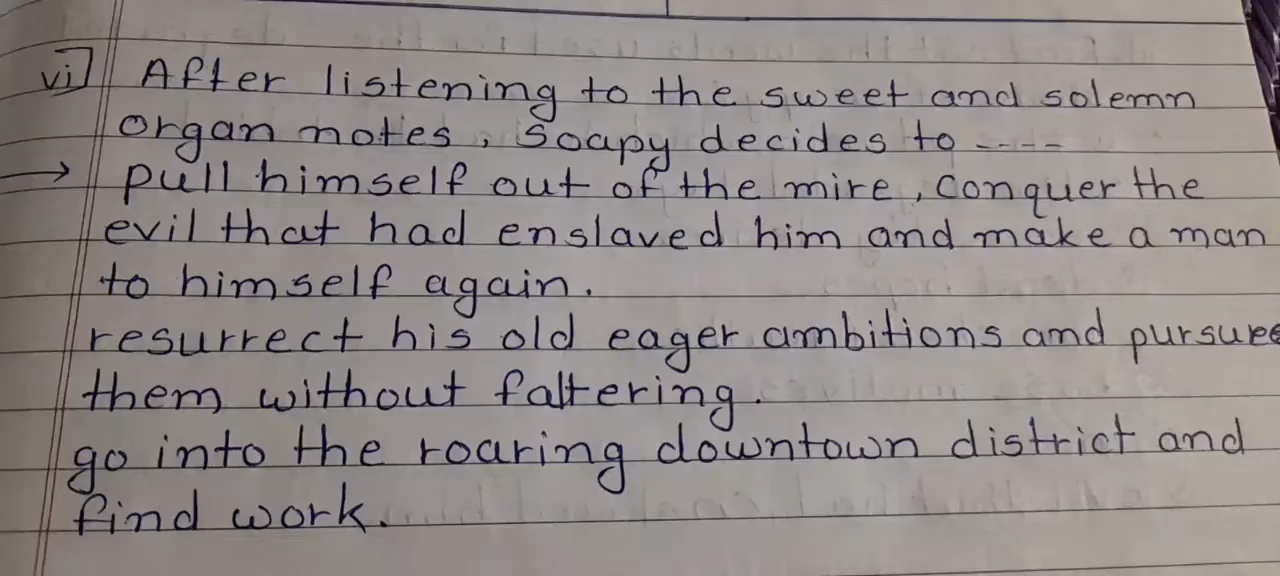 vi] After listening to the sweet and solemn
organ notes, Soapy decides to ----
→ pull himself out of the mire, conquer the
evil that had enslaved him and make a man
to himself again.
resurrect his old eager ambitions and pursue
them without faltering.
go into the roaring downtown district and
find work.